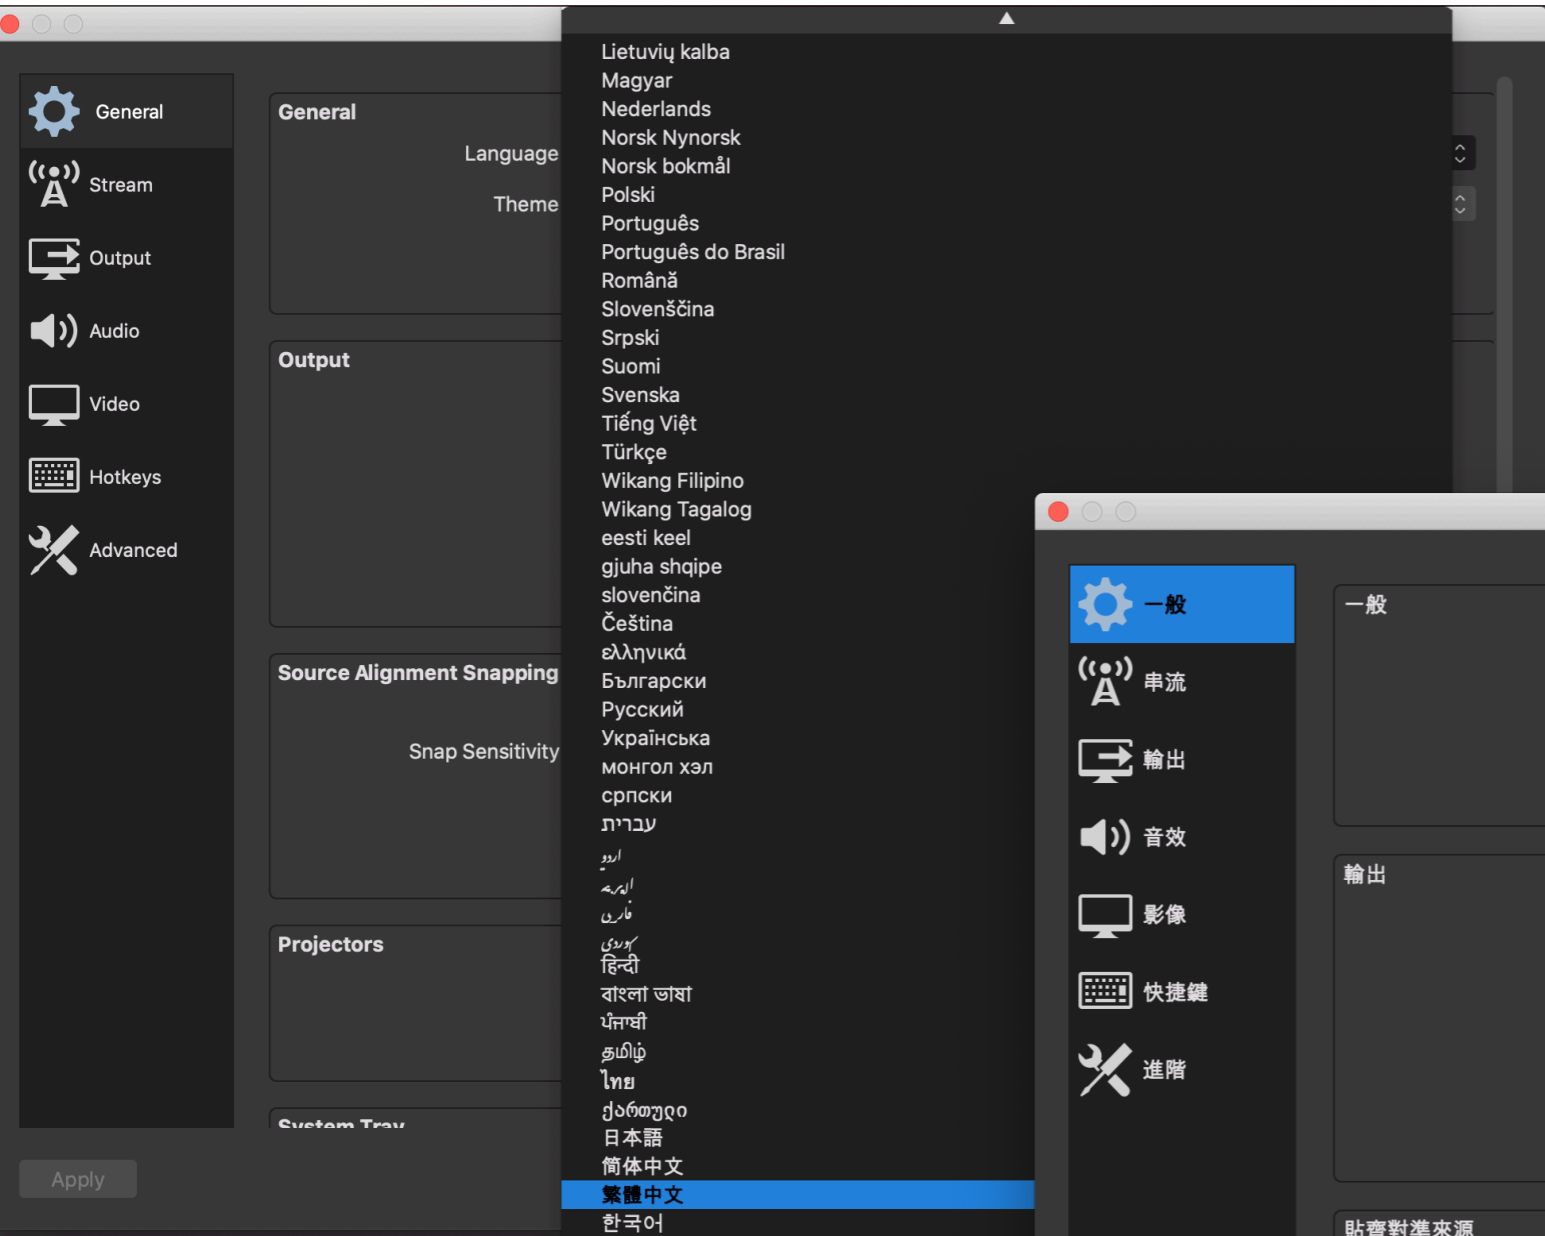 General
Stream
Output
Audio
Video
Hotkeys
Advanced
Apply
General
Language
Theme
Output
Source Alignment Snapping
Snap Sensitivity
Projectors
System Tray
Lietuvių kalba
Magyar
Nederlands
Norsk Nynorsk
Norsk bokmål
Polski
Português
Português do Brasil
Română
Slovenščina
Srpski
Suomi
Svenska
Tiếng Việt
Türkçe
Wikang Filipino
Wikang Tagalog
eesti keel
gjuha shqipe
slovenčina
Čeština
ελληνικά
Български
Русский
Українська
монгол хэл
српски
עברית
اردو
العربية
فارسی
کوردی
हिन्दी
বাংলা ভাষা
ਪੰਜਾਬੀ
தமிழ்
ไทย
ქართული
日本語
简体中文
繁體中文
한국어
一般
串流
輸出
音效
影像
快捷鍵
進階
一般
輸出
貼齊對準來源